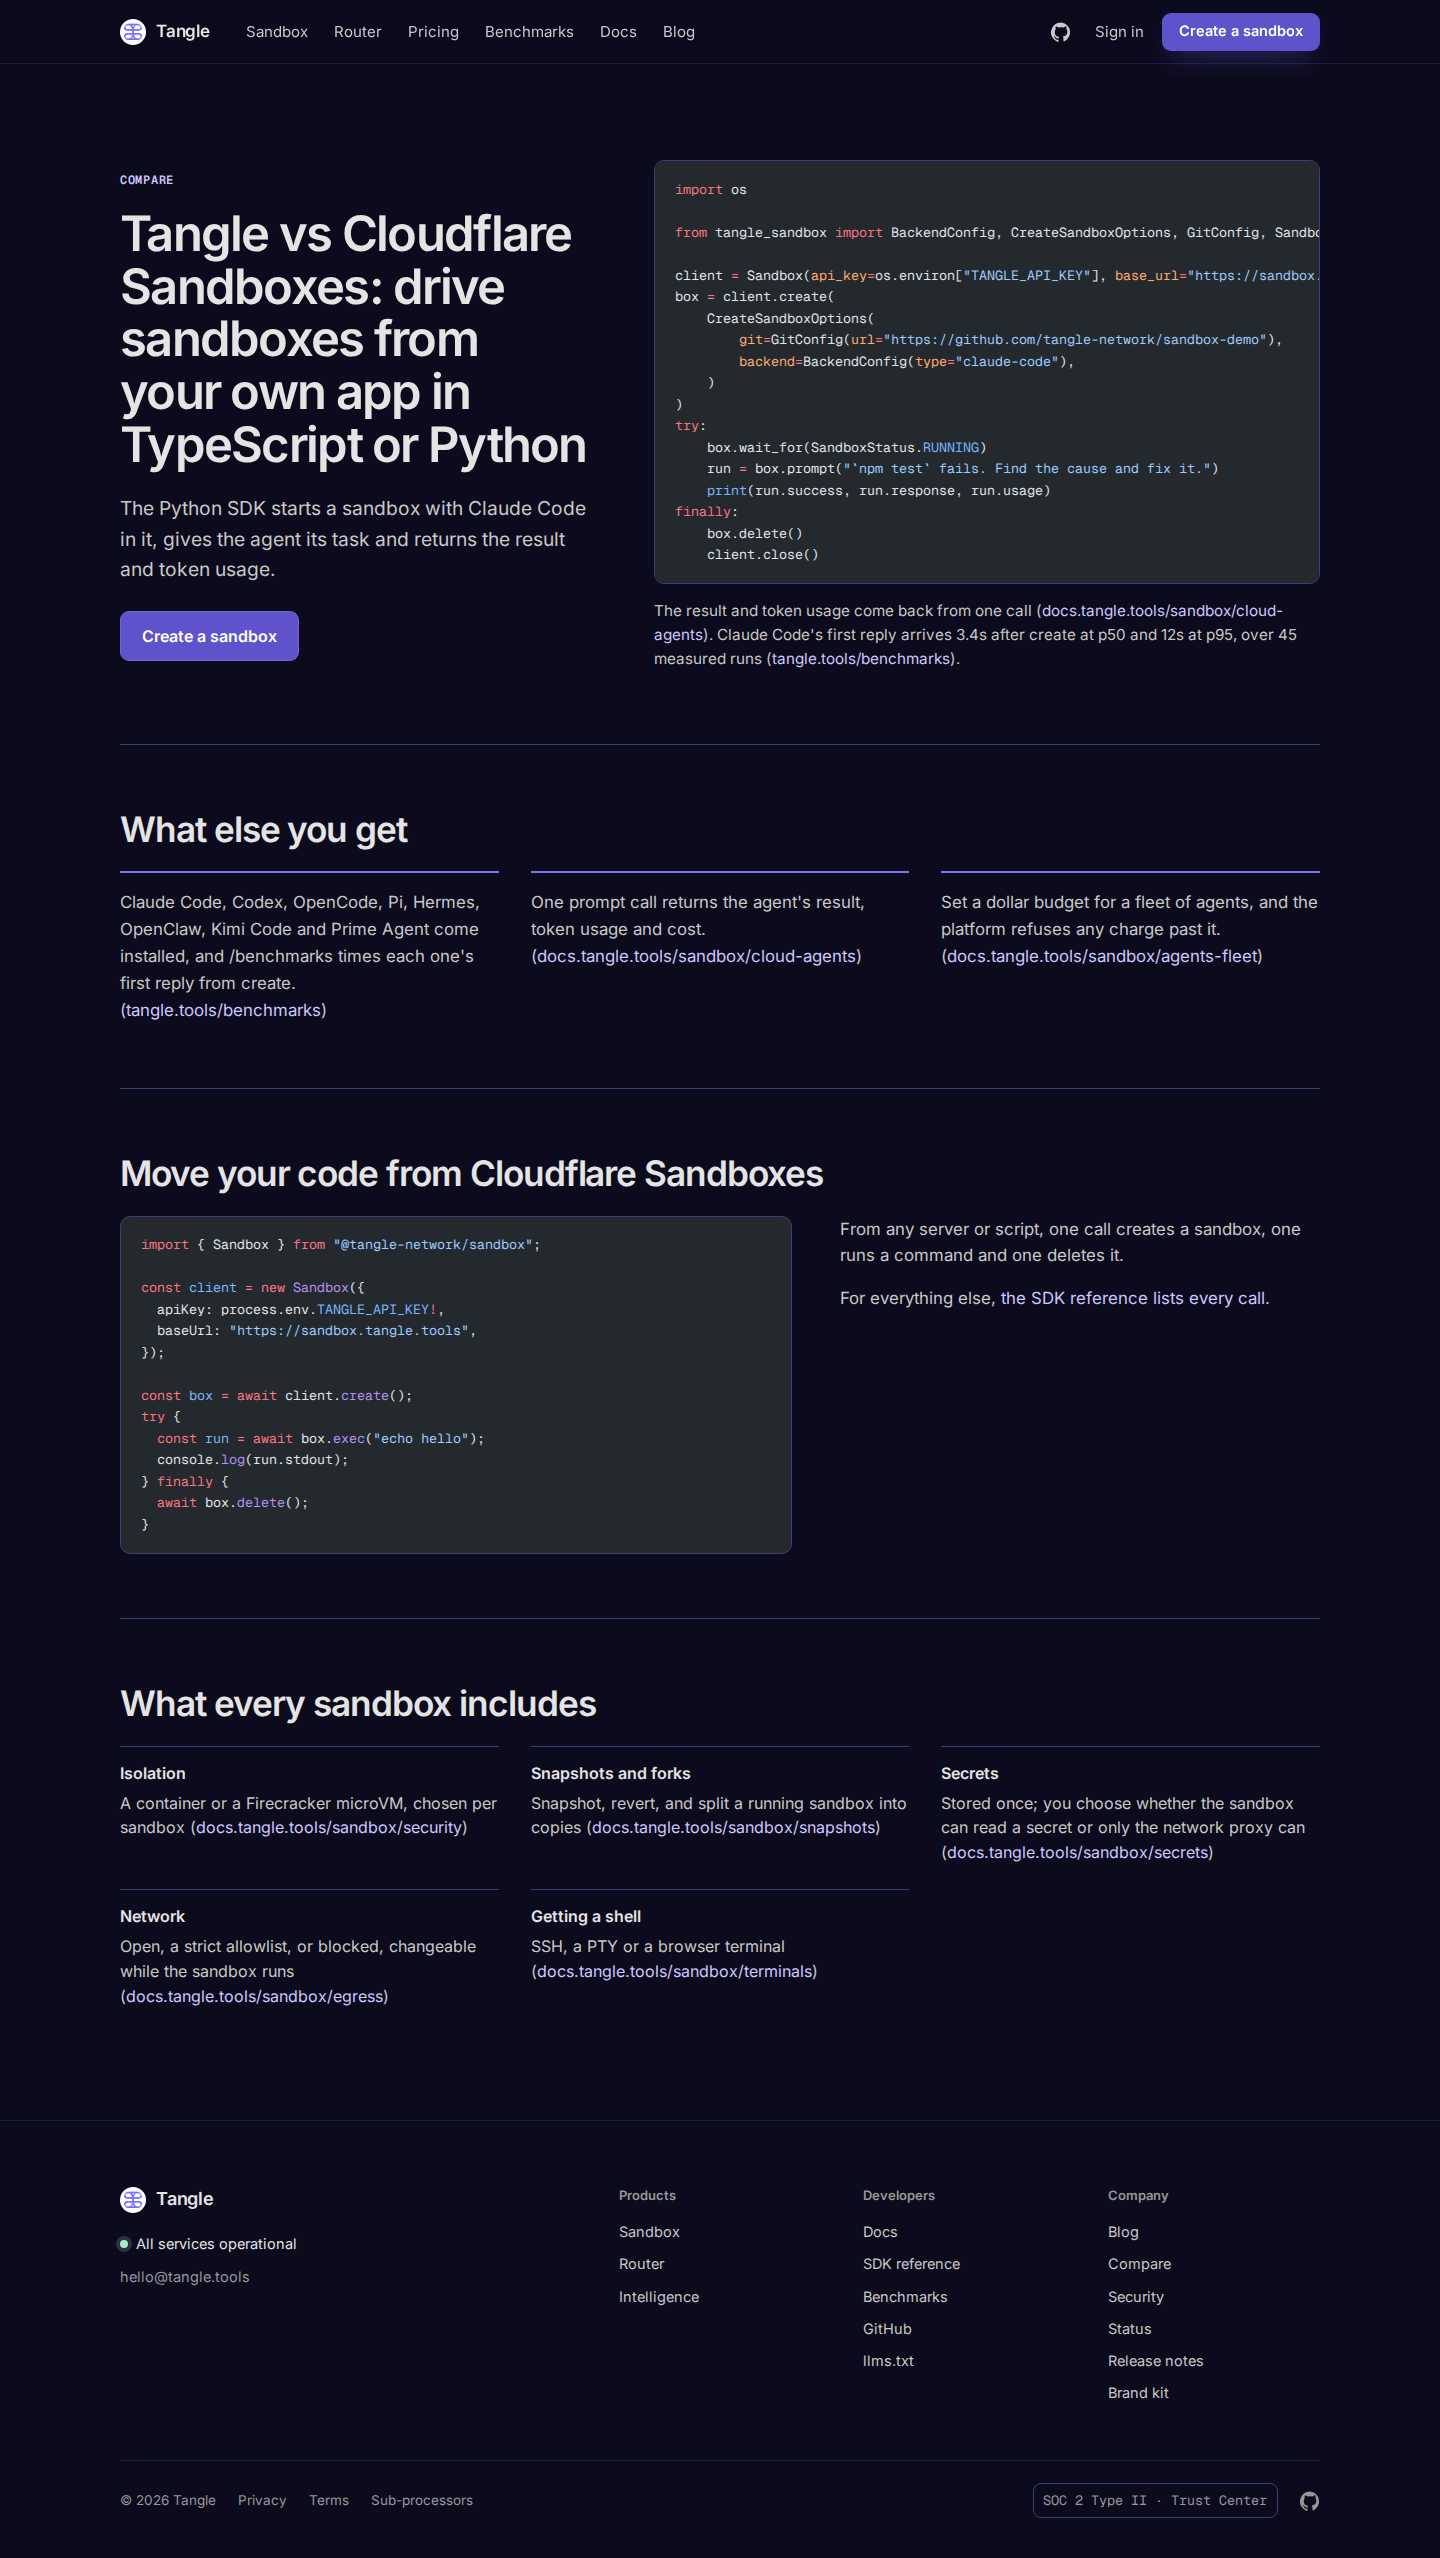 Tangle
Sandbox
Router
Pricing
Benchmarks
Docs
Blog
Sign in
Create a sandbox
COMPARE
Tangle vs Cloudflare
Sandboxes: drive
sandboxes from
your own app in
TypeScript or Python
The Python SDK starts a sandbox with Claude Code
in it, gives the agent its task and returns the result
and token usage.
Create a sandbox
import os
from tangle_sandbox import BackendConfig, CreateSandboxOptions, GitConfig, Sandbo
client = Sandbox(api_key=os.environ["TANGLE_API_KEY"], base_url="https://sandbox.
box = client.create(
    CreateSandboxOptions(
        git=GitConfig(url="https://github.com/tangle-network/sandbox-demo"),
        backend=BackendConfig(type="claude-code"),
    )
)
try:
    box.wait_for(SandboxStatus.RUNNING)
    run = box.prompt("`npm test` fails. Find the cause and fix it.")
    print(run.success, run.response, run.usage)
finally:
    box.delete()
    client.close()
The result and token usage come back from one call (docs.tangle.tools/sandbox/cloud-
agents). Claude Code's first reply arrives 3.4s after create at p50 and 12s at p95, over 45
measured runs (tangle.tools/benchmarks).
What else you get
Claude Code, Codex, OpenCode, Pi, Hermes,
OpenClaw, Kimi Code and Prime Agent come
installed, and /benchmarks times each one's
first reply from create.
(tangle.tools/benchmarks)
One prompt call returns the agent's result,
token usage and cost.
(docs.tangle.tools/sandbox/cloud-agents)
Set a dollar budget for a fleet of agents, and the
platform refuses any charge past it.
(docs.tangle.tools/sandbox/agents-fleet)
Move your code from Cloudflare Sandboxes
import { Sandbox } from "@tangle-network/sandbox";
const client = new Sandbox({
  apiKey: process.env.TANGLE_API_KEY!,
  baseUrl: "https://sandbox.tangle.tools",
});
const box = await client.create();
try {
  const run = await box.exec("echo hello");
  console.log(run.stdout);
} finally {
  await box.delete();
}
From any server or script, one call creates a sandbox, one
runs a command and one deletes it.
For everything else, the SDK reference lists every call.
What every sandbox includes
Isolation
A container or a Firecracker microVM, chosen per
sandbox (docs.tangle.tools/sandbox/security)
Snapshots and forks
Snapshot, revert, and split a running sandbox into
copies (docs.tangle.tools/sandbox/snapshots)
Secrets
Stored once; you choose whether the sandbox
can read a secret or only the network proxy can
(docs.tangle.tools/sandbox/secrets)
Network
Open, a strict allowlist, or blocked, changeable
while the sandbox runs
(docs.tangle.tools/sandbox/egress)
Getting a shell
SSH, a PTY or a browser terminal
(docs.tangle.tools/sandbox/terminals)
Tangle
All services operational
hello@tangle.tools
Products
Sandbox
Router
Intelligence
Developers
Docs
SDK reference
Benchmarks
GitHub
llms.txt
Company
Blog
Compare
Security
Status
Release notes
Brand kit
© 2026 Tangle
Privacy
Terms
Sub-processors
SOC 2 Type II · Trust Center